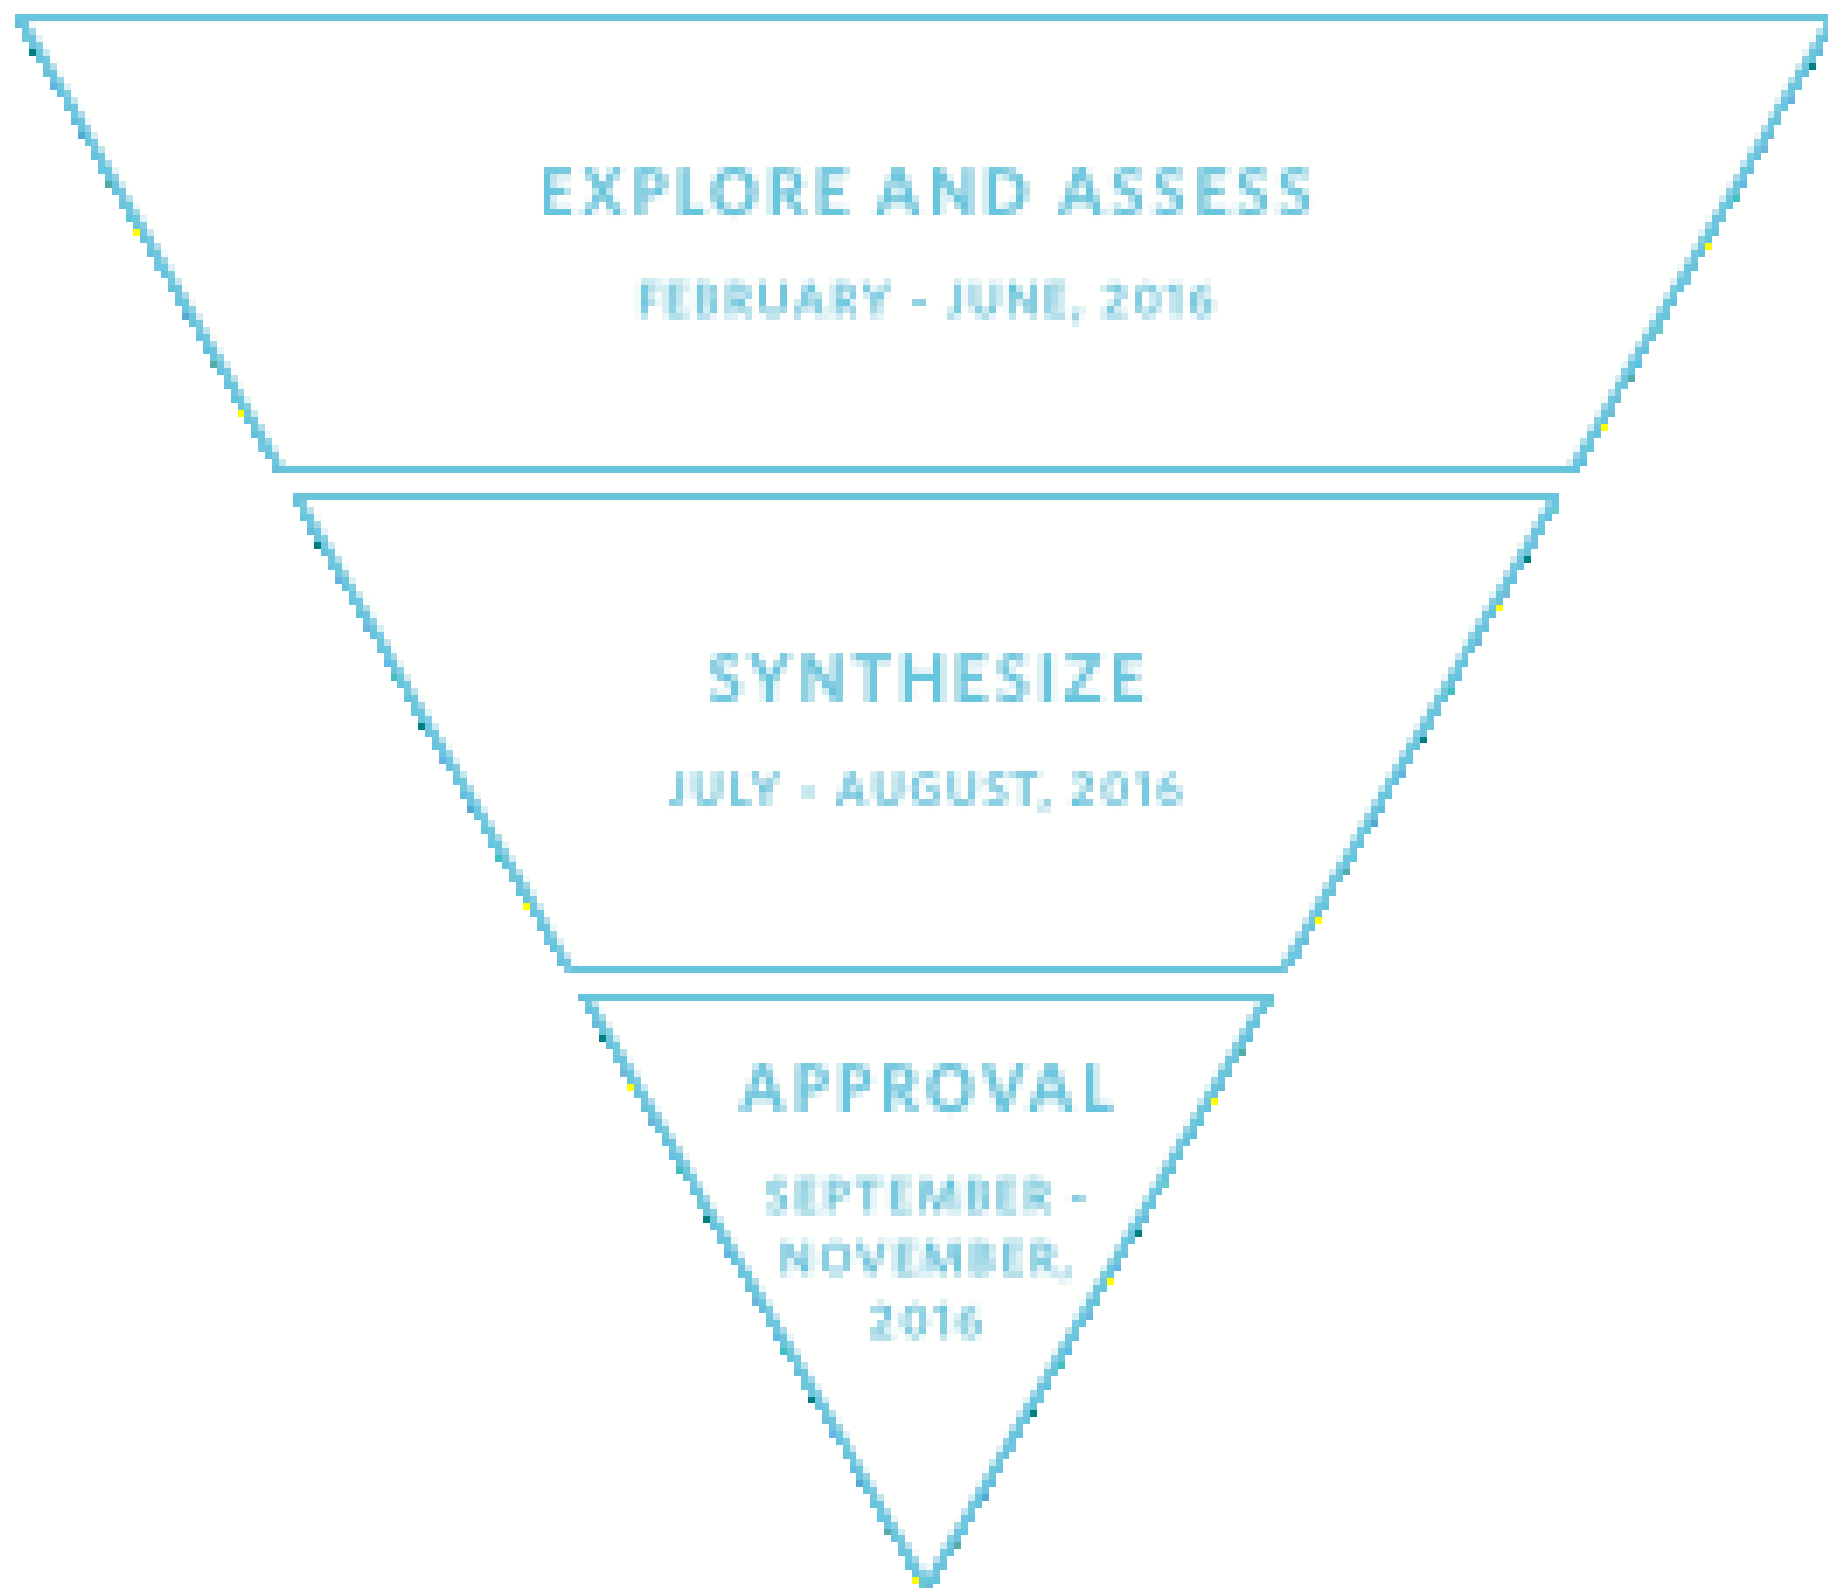 EXPLORE AND ASSESS
FEBRUARY - JUNE, 2016
SYNTHESIZE
JULY - AUGUST, 2016
APPROVAL
SEPTEMBER -
NOVEMBER,
2016